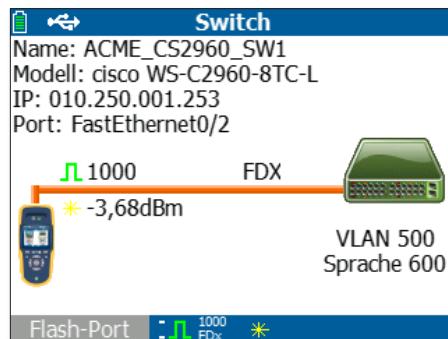 Switch
Name: ACME_CS2960_SW1
Modell: cisco WS-C2960-8TC-L
IP: 010.250.001.253
Port: FastEthernet0/2
1000 FDX
-3,68dBm
VLAN 500
Sprache 600
Flash-Port 1000
FDx